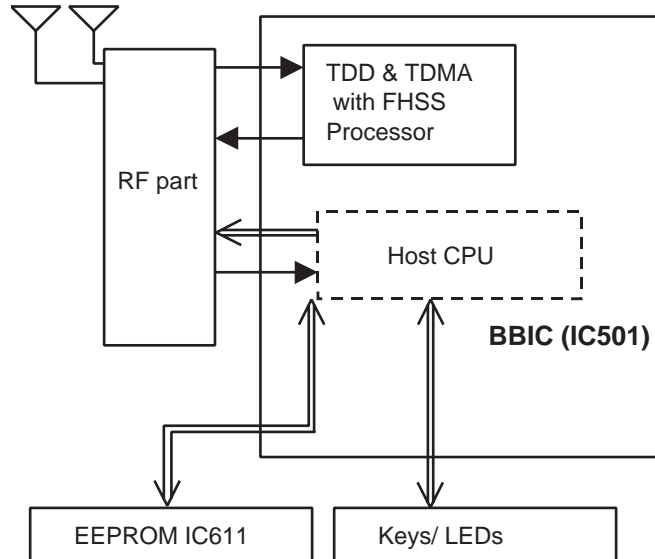 TDD & TDMA
with FHSS
Processor
RF part
Host CPU
BBIC (IC501)
EEPROM IC611
Keys/ LEDs